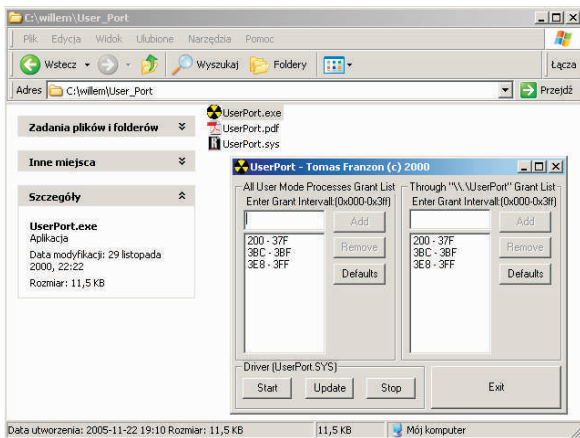 C:\willem\User_Port
Plik Edycja Widok Ulubione Narzędzia Pomoc
Wstecz Wyszukaj Foldery Łącza
Adres C:\willem\User_Port Przejdź
Zadania plików i folderów
Inne miejsca
Szczegóły
UserPort.exe
Aplikacja
Data modyfikacji: 29 listopada
2000, 22:22
Rozmiar: 11,5 KB
UserPort.exe
UserPort.pdf
UserPort.sys
UserPort - Tomas Franzon (c) 2000
All User Mode Processes Grant List
Enter Grant Intervall:(0x000-0x3ff)
Add
200 - 37F
3BC - 3BF
3E8 - 3FF
Remove
Defaults
Through "\\.\UserPort" Grant List
Enter Grant Intervall:(0x000-0x3ff)
Add
200 - 37F
3BC - 3BF
3E8 - 3FF
Remove
Defaults
Driver (UserPort.SYS)
Start Update Stop
Exit
Data utworzenia: 2005-11-22 19:10 Rozmiar: 11,5 KB 11,5 KB Mój komputer